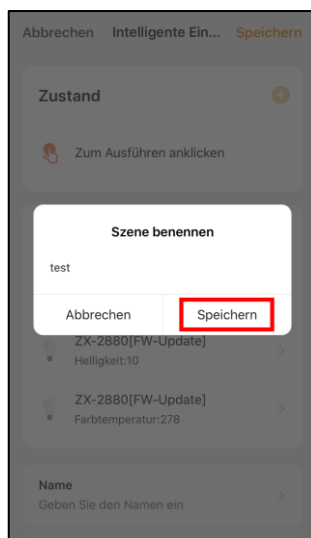 Abbrechen Intelligente Ein... Speichern
Zustand
Zum Ausführen anklicken
Szene benennen
test
Abbrechen Speichern
ZX-2880[FW-Update]
Helligkeit:10
ZX-2880[FW-Update]
Farbtemperatur:278
Name
Geben Sie den Namen ein